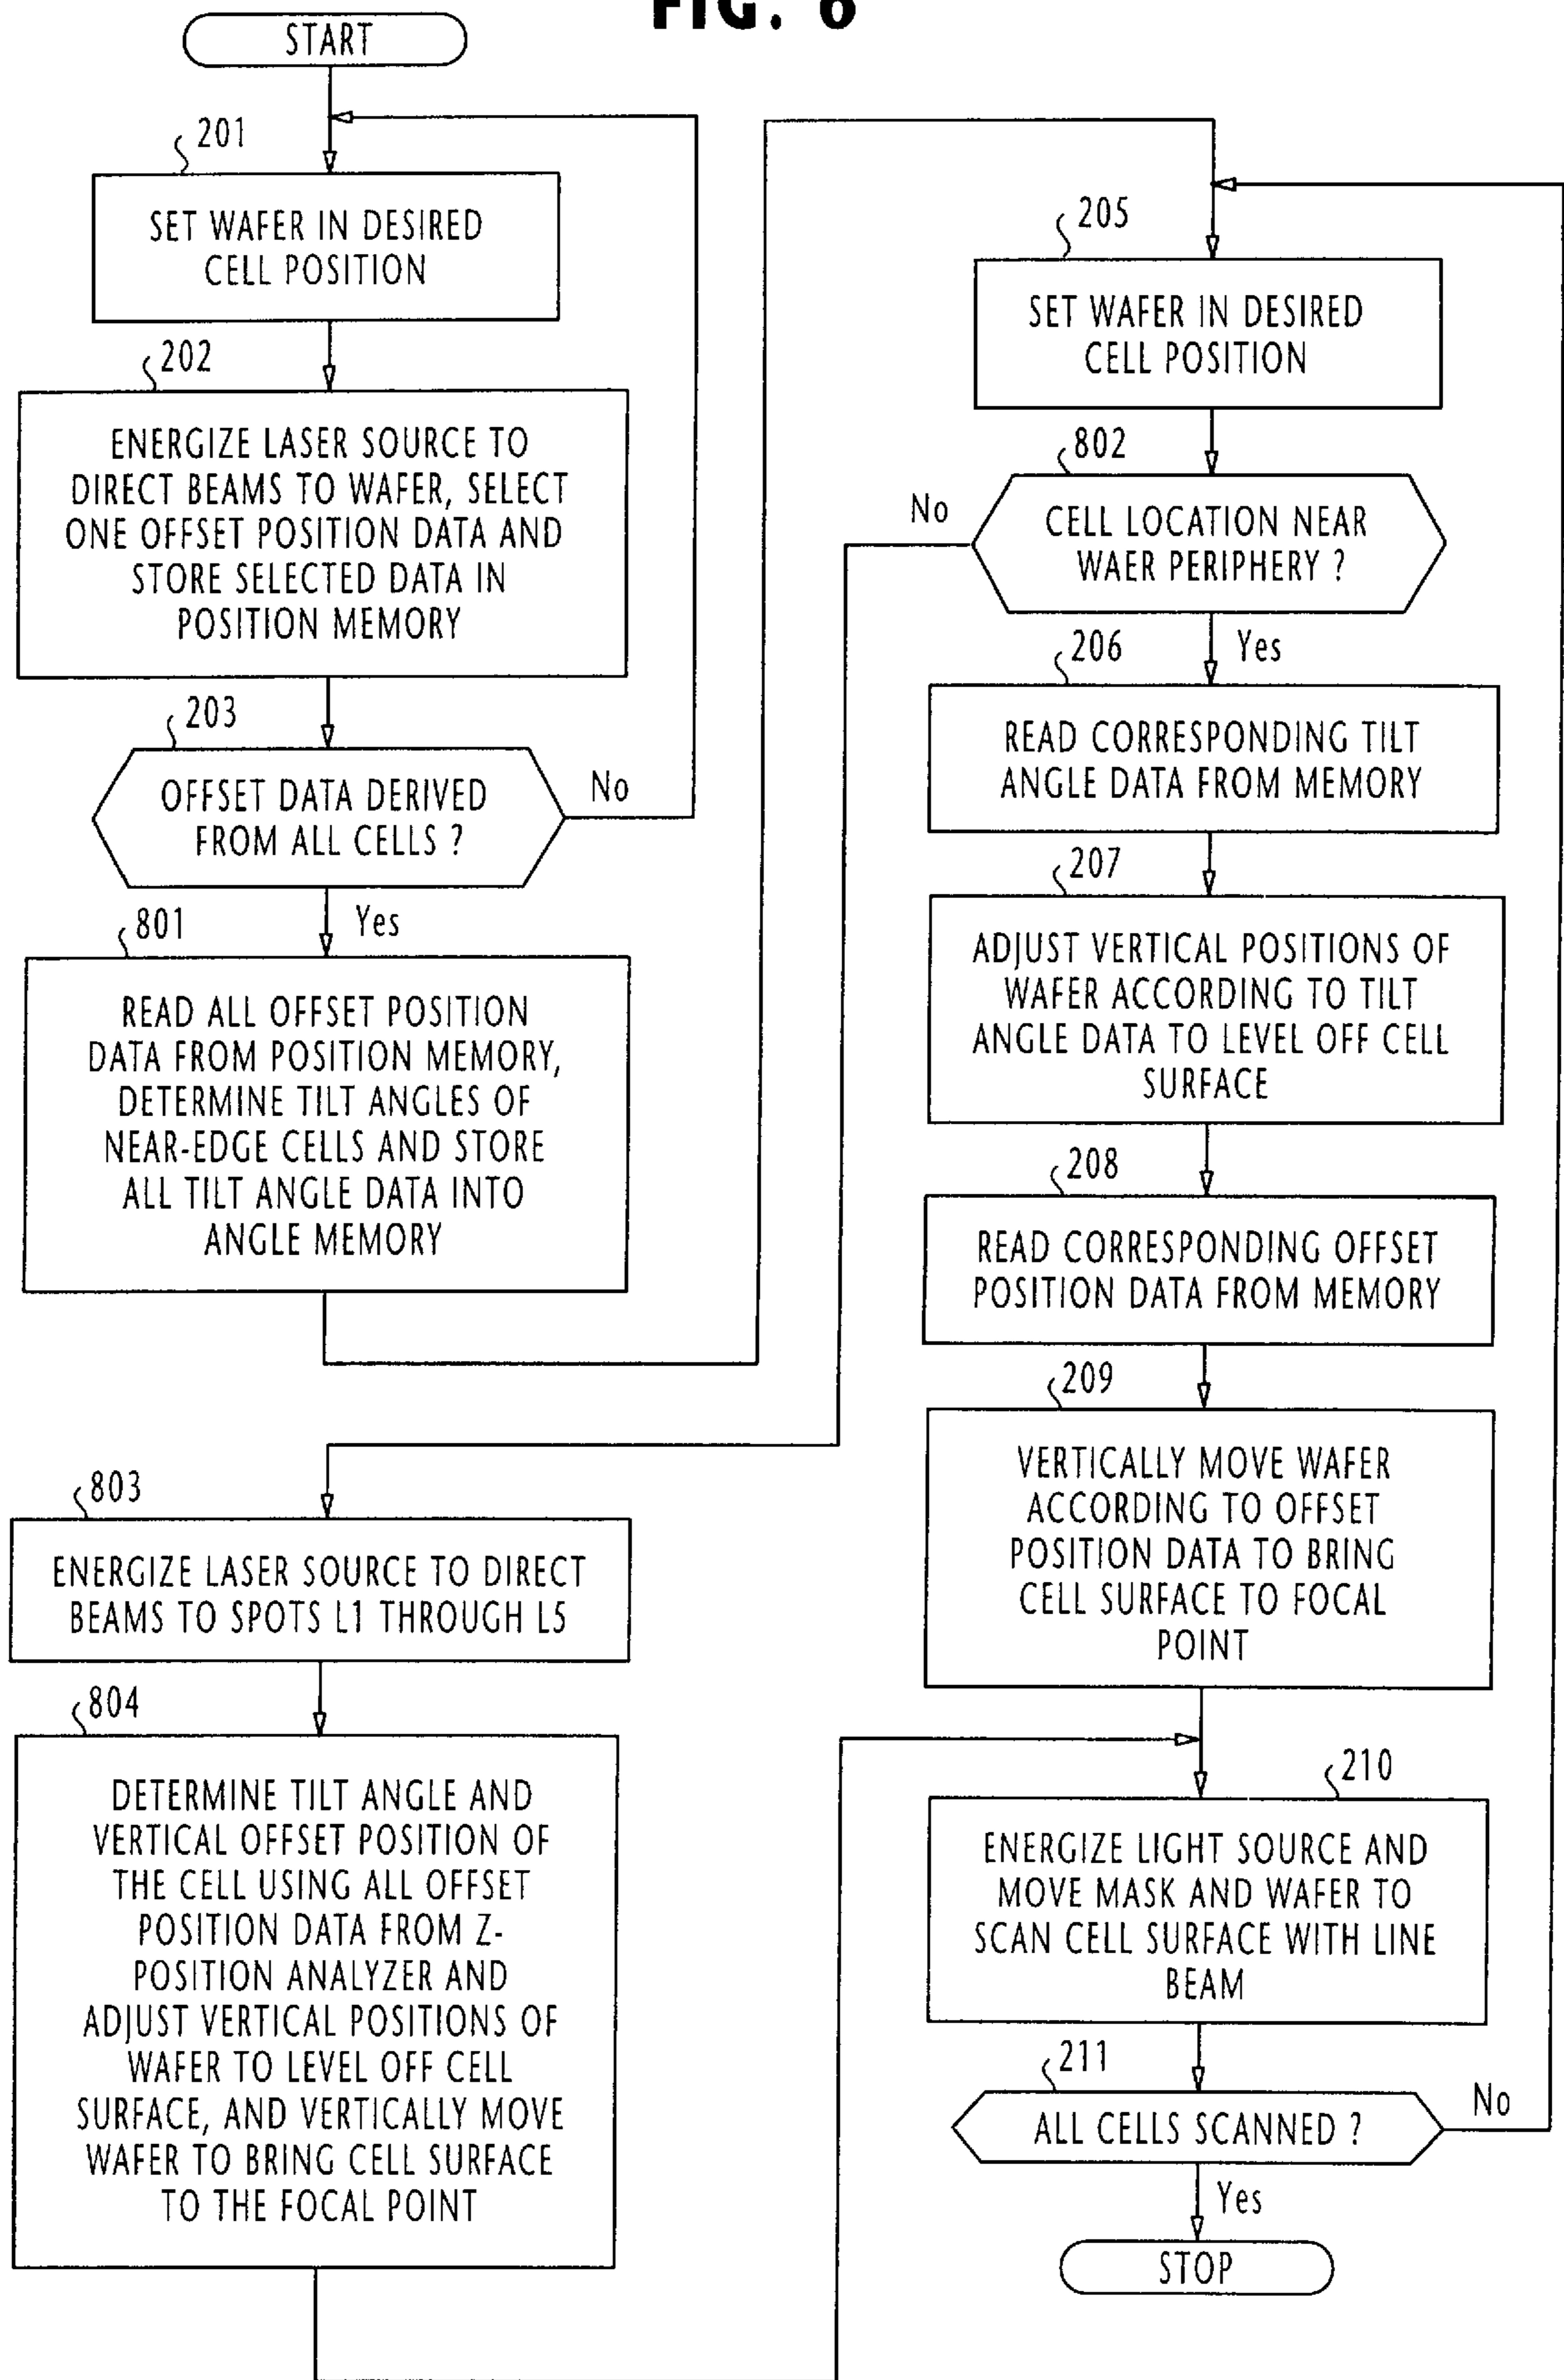 FIG.
START
201
SET WAFER IN DESIRED
CELL POSITION
202
ENERGIZE LASER SOURCE TO
DIRECT BEAMS TO WAFER, SELECT
ONE OFFSET POSITION DATA AND
STORE SELECTED DATA IN
POSITION MEMORY
203
OFFSET DATA DERIVED
FROM ALL CELLS ?
No
Yes
801
READ ALL OFFSET POSITION
DATA FROM POSITION MEMORY,
DETERMINE TILT ANGLES OF
NEAR-EDGE CELLS AND STORE
ALL TILT ANGLE DATA INTO
ANGLE MEMORY
803
ENERGIZE LASER SOURCE TO DIRECT
BEAMS TO SPOTS L1 THROUGH L5
804
DETERMINE TILT ANGLE AND
VERTICAL OFFSET POSITION OF
THE CELL USING ALL OFFSET
POSITION DATA FROM Z-
POSITION ANALYZER AND
ADJUST VERTICAL POSITIONS OF
WAFER TO LEVEL OFF CELL
SURFACE, AND VERTICALLY MOVE
WAFER TO BRING CELL SURFACE
TO THE FOCAL POINT
205
SET WAFER IN DESIRED
CELL POSITION
802
No
CELL LOCATION NEAR
WAER PERIPHERY ?
Yes
206
READ CORRESPONDING TILT
ANGLE DATA FROM MEMORY
207
ADJUST VERTICAL POSITIONS OF
WAFER ACCORDING TO TILT
ANGLE DATA TO LEVEL OFF CELL
SURFACE
208
READ CORRESPONDING OFFSET
POSITION DATA FROM MEMORY
209
VERTICALLY MOVE WAFER
ACCORDING TO OFFSET
POSITION DATA TO BRING
CELL SURFACE TO FOCAL
POINT
210
ENERGIZE LIGHT SOURCE AND
MOVE MASK AND WAFER TO
SCAN CELL SURFACE WITH LINE
BEAM
211
ALL CELLS SCANNED ?
No
Yes
STOP